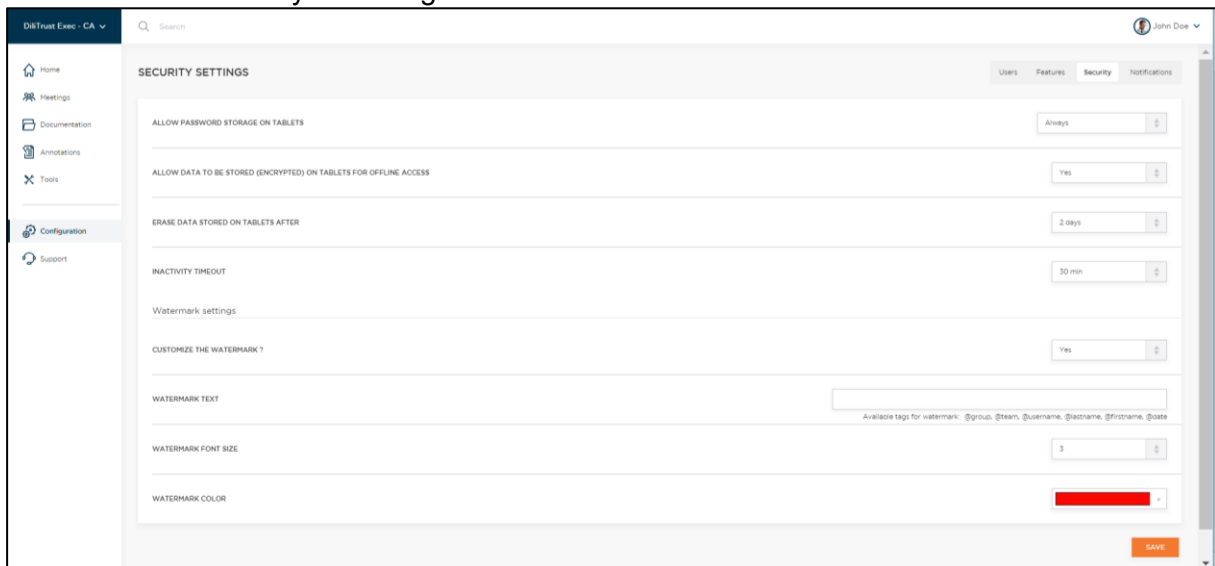 DiliTrust Exec - CA
Search
John Doe
Home
Meetings
Documentation
Annotations
Tools
Configuration
Support
SECURITY SETTINGS
Users Features Security Notifications
ALLOW PASSWORD STORAGE ON TABLETS Always
ALLOW DATA TO BE STORED (ENCRYPTED) ON TABLETS FOR OFFLINE ACCESS Yes
ERASE DATA STORED ON TABLETS AFTER 2 days
INACTIVITY TIMEOUT 30 min
Watermark settings
CUSTOMIZE THE WATERMARK ? Yes
WATERMARK TEXT
Available tags for watermark: @group, @team, @username, @lastname, @firstname, @date
WATERMARK FONT SIZE 3
WATERMARK COLOR
SAVE